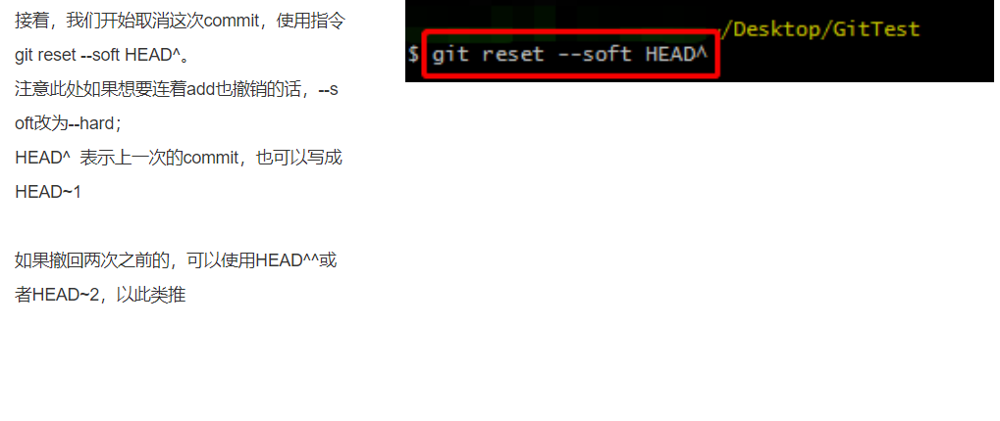 接着，我们开始取消这次commit，使用指令
git reset --soft HEAD^。
注意此处如果想要连着add也撤销的话，--s
oft改为--hard；
HEAD^  表示上一次的commit，也可以写成
HEAD~1
如果撤回两次之前的，可以使用HEAD^^或
者HEAD~2，以此类推
/Desktop/GitTest
$ git reset --soft HEAD^